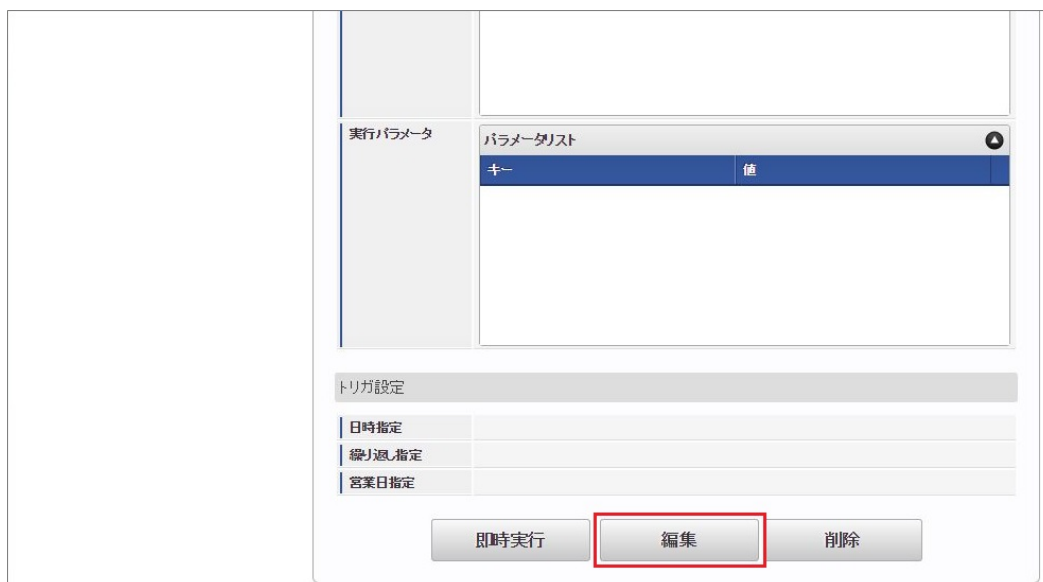 実行パラメータ
パラメータリスト
キー 値
トリガ設定
日時指定
繰り返し指定
営業日指定
即時実行 編集 削除